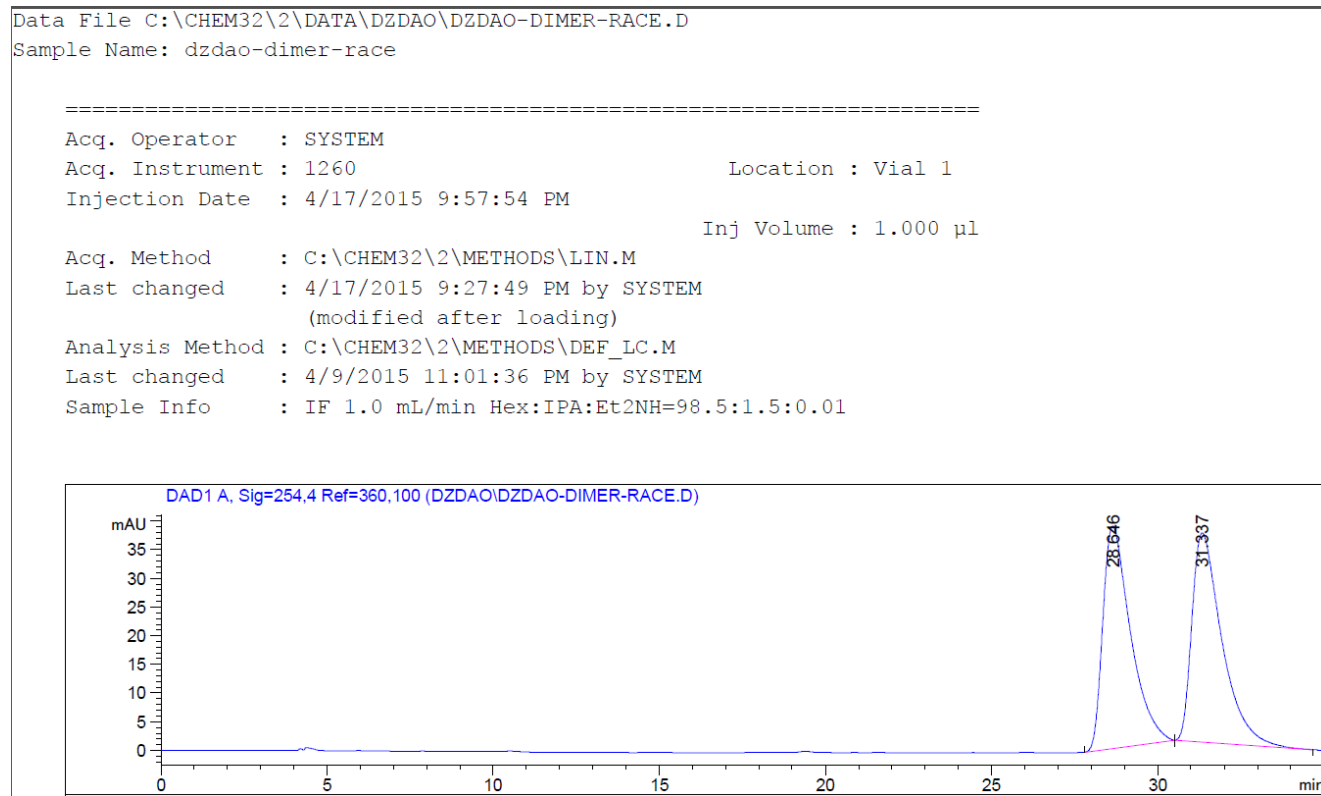 Data File C:\CHEM32\2\DATA\DZDAO\DZDAO-DIMER-RACE.D
Sample Name: dzdao-dimer-race
=====================================================================
Acq. Operator   : SYSTEM
Acq. Instrument : 1260                            Location : Vial 1
Injection Date  : 4/17/2015 9:57:54 PM
Inj Volume : 1.000 µl
Acq. Method     : C:\CHEM32\2\METHODS\LIN.M
Last changed    : 4/17/2015 9:27:49 PM by SYSTEM
(modified after loading)
Analysis Method : C:\CHEM32\2\METHODS\DEF_LC.M
Last changed    : 4/9/2015 11:01:36 PM by SYSTEM
Sample Info     : IF 1.0 mL/min Hex:IPA:Et2NH=98.5:1.5:0.01
DAD1 A, Sig=254,4 Ref=360,100 (DZDAO\DZDAO-DIMER-RACE.D)
mAU
28.646
31.337
35
30
25
20
15
10
5
0
0 5 10 15 20 25 30 min